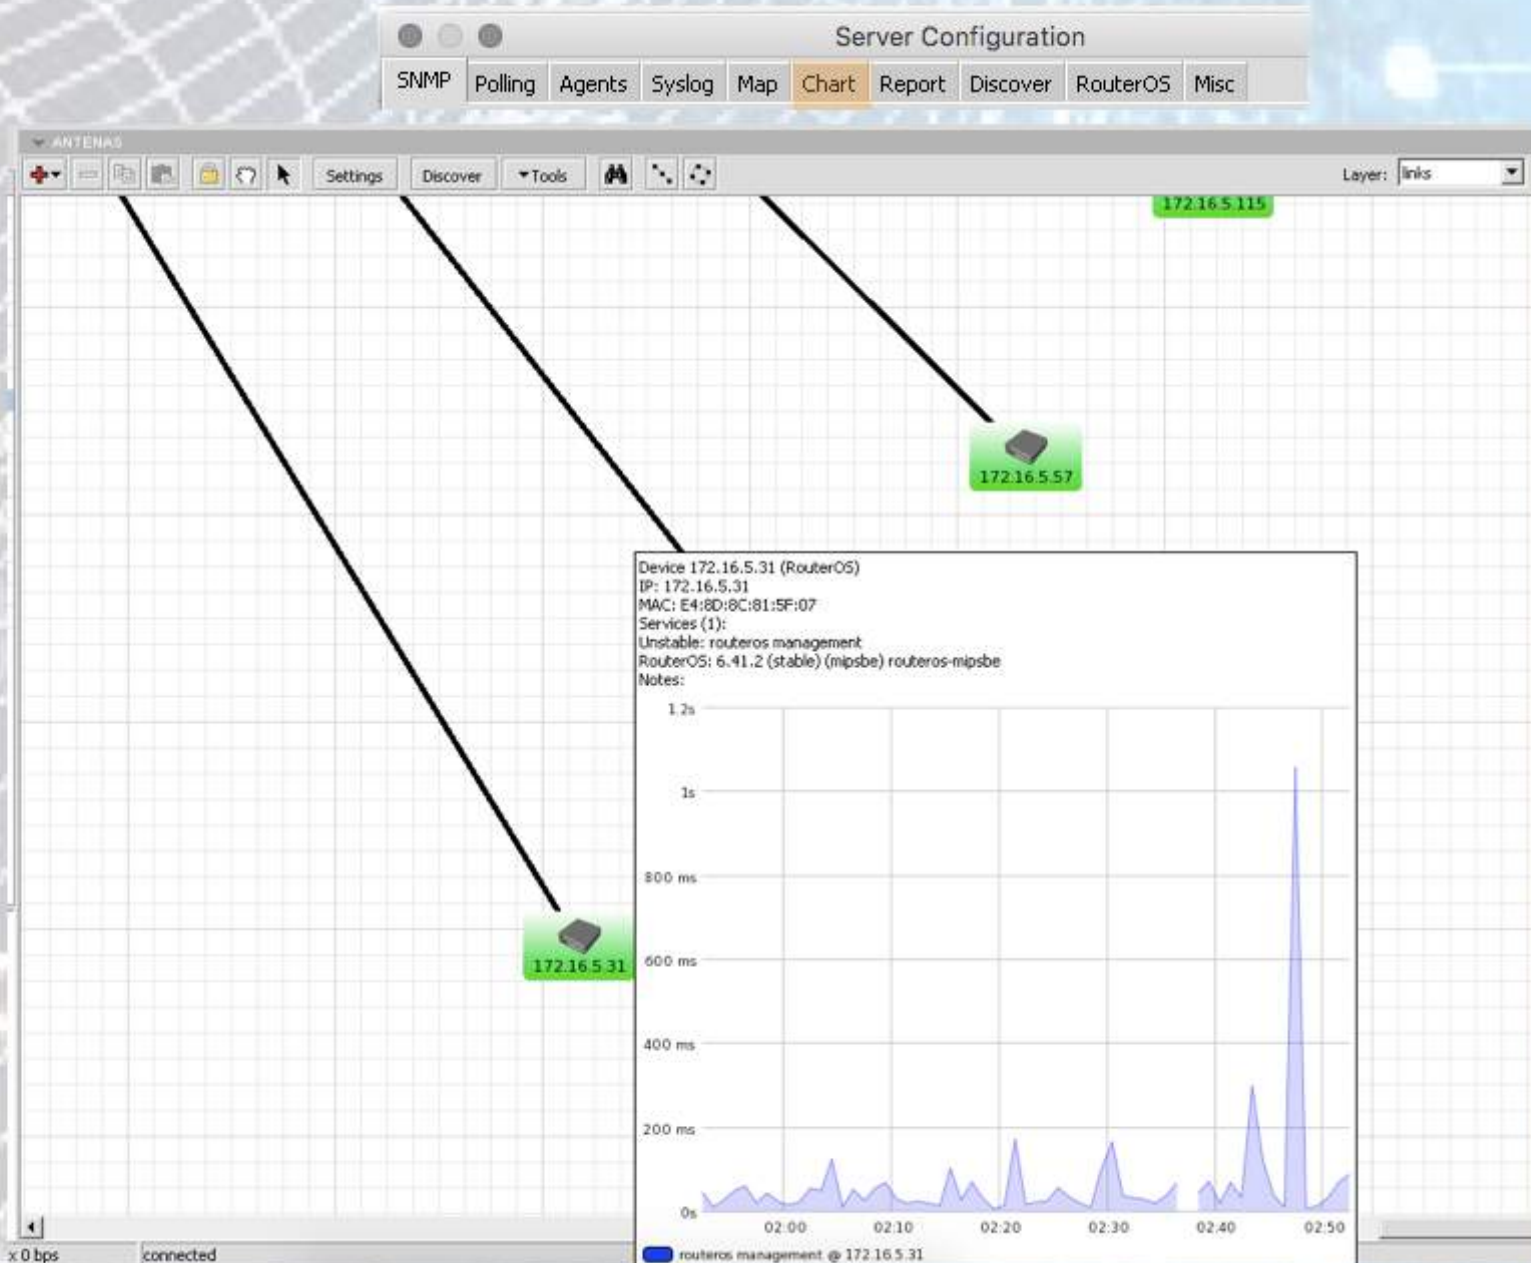 Server Configuration
SNMP Polling Agents Syslog Map Chart Report Discover RouterOS Misc
ANTENAS
Settings Discover Tools Layer: links
172.16.5.115
172.16.5.57
Device 172.16.5.31 (RouterOS)
IP: 172.16.5.31
MAC: E4:8D:8C:81:5F:07
Services (1):
Unstable: routeros management
RouterOS: 6.41.2 (stable) (mipsbe) routeros-mipsbe
Notes:
1.2s
1s
800 ms
172.16.5.31
600 ms
400 ms
200 ms
0s
02:00 02:10 02:20 02:30 02:40 02:50
x 0 bps connected
routeros management @ 172.16.5.31